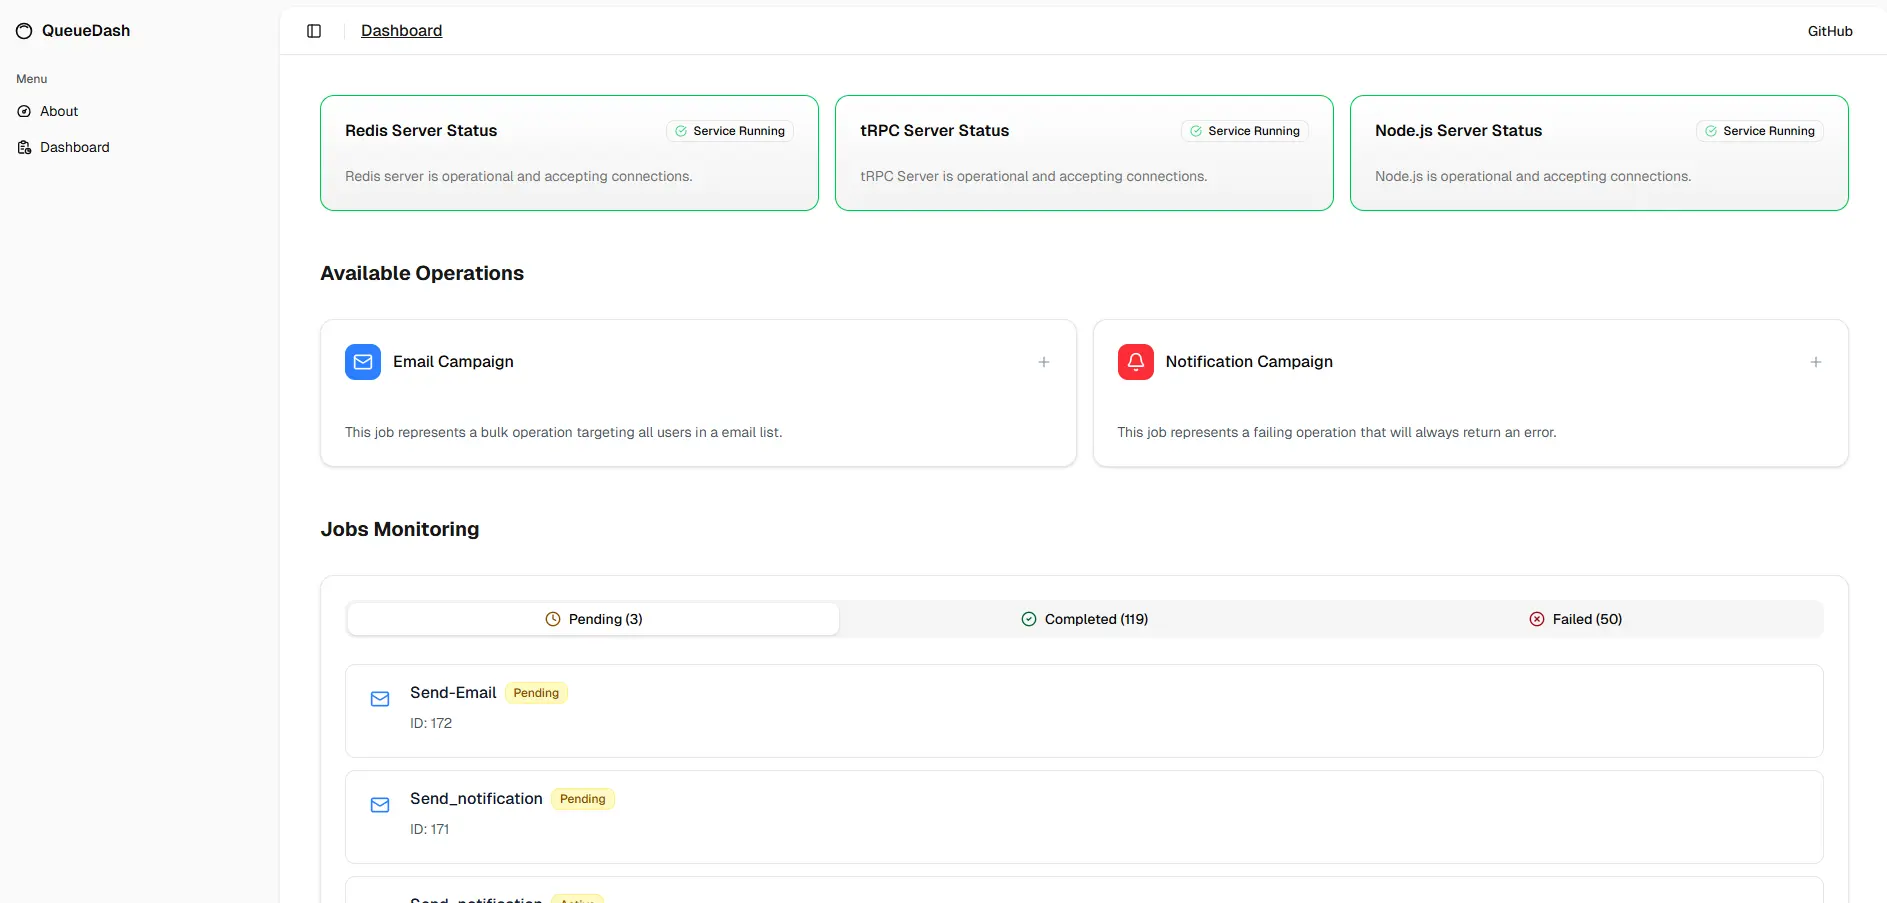 QueueDash
Menu
About
Dashboard
Dashboard
GitHub
Redis Server Status
Service Running
Redis server is operational and accepting connections.
tRPC Server Status
Service Running
tRPC Server is operational and accepting connections.
Node.js Server Status
Service Running
Node.js is operational and accepting connections.
Available Operations
Email Campaign
This job represents a bulk operation targeting all users in a email list.
Notification Campaign
This job represents a failing operation that will always return an error.
Jobs Monitoring
Pending (3)
Completed (119)
Failed (50)
Send-Email
Pending
ID: 172
Send_notification
Pending
ID: 171
Send_notification
Active